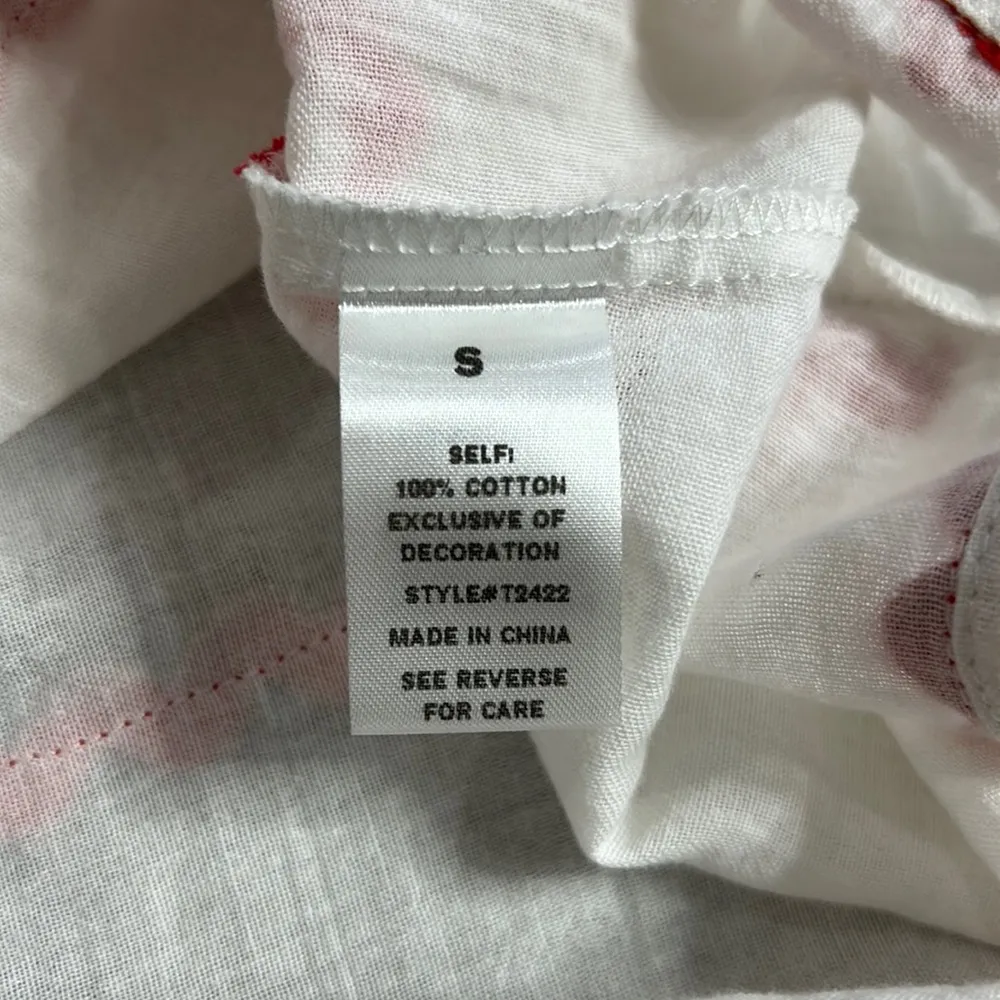 S
SELF:
100% COTTON
EXCLUSIVE OF
DECORATION
STYLE#T2422
MADE IN CHINA
SEE REVERSE
FOR CARE